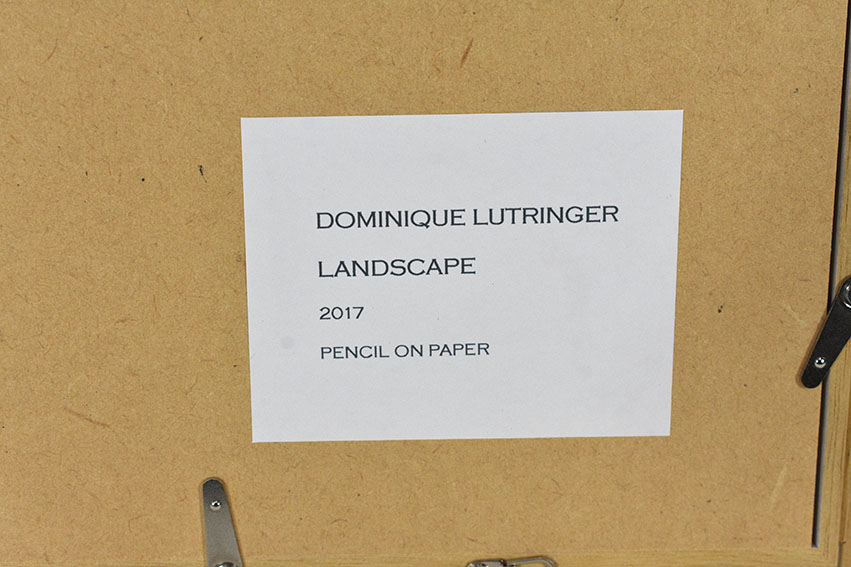 DOMINIQUE LUTRINGER
LANDSCAPE
2017
PENCIL ON PAPER